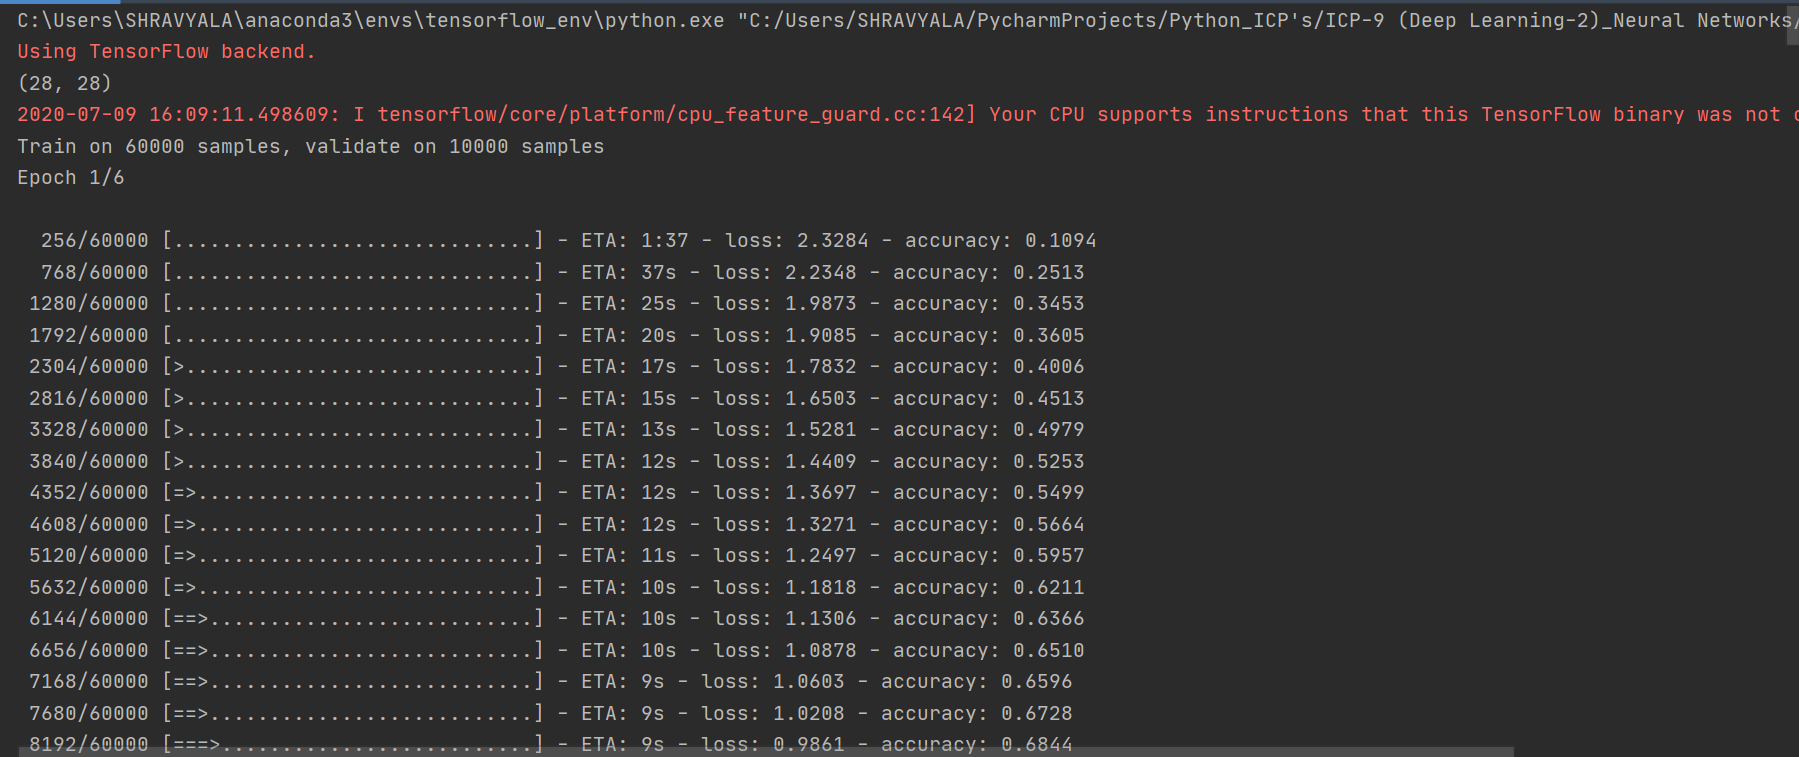 C:\Users\SHRAVYALA\anaconda3\envs\tensorflow_env\python.exe "C:/Users/SHRAVYALA/PycharmProjects/Python_ICP's/ICP-9 (Deep Learning-2)_Neural Networks/
Using TensorFlow backend.
(28, 28)
2020-07-09 16:09:11.498609: I tensorflow/core/platform/cpu_feature_guard.cc:142] Your CPU supports instructions that this TensorFlow binary was not
Train on 60000 samples, validate on 10000 samples
Epoch 1/6
256/60000 [..............................] - ETA: 1:37 - loss: 2.3284 - accuracy: 0.1094
768/60000 [..............................] - ETA: 37s - loss: 2.2348 - accuracy: 0.2513
1280/60000 [..............................] - ETA: 25s - loss: 1.9873 - accuracy: 0.3453
1792/60000 [..............................] - ETA: 20s - loss: 1.9085 - accuracy: 0.3605
2304/60000 [>.............................] - ETA: 17s - loss: 1.7832 - accuracy: 0.4006
2816/60000 [>.............................] - ETA: 15s - loss: 1.6503 - accuracy: 0.4513
3328/60000 [>.............................] - ETA: 13s - loss: 1.5281 - accuracy: 0.4979
3840/60000 [>.............................] - ETA: 12s - loss: 1.4409 - accuracy: 0.5253
4352/60000 [=>............................] - ETA: 12s - loss: 1.3697 - accuracy: 0.5499
4608/60000 [=>............................] - ETA: 12s - loss: 1.3271 - accuracy: 0.5664
5120/60000 [=>............................] - ETA: 11s - loss: 1.2497 - accuracy: 0.5957
5632/60000 [=>............................] - ETA: 10s - loss: 1.1818 - accuracy: 0.6211
6144/60000 [==>...........................] - ETA: 10s - loss: 1.1306 - accuracy: 0.6366
6656/60000 [==>...........................] - ETA: 10s - loss: 1.0878 - accuracy: 0.6510
7168/60000 [==>...........................] - ETA: 9s - loss: 1.0603 - accuracy: 0.6596
7680/60000 [==>...........................] - ETA: 9s - loss: 1.0208 - accuracy: 0.6728
8192/60000 [===>..........................] - ETA: 9s - loss: 0.9861 - accuracy: 0.6844